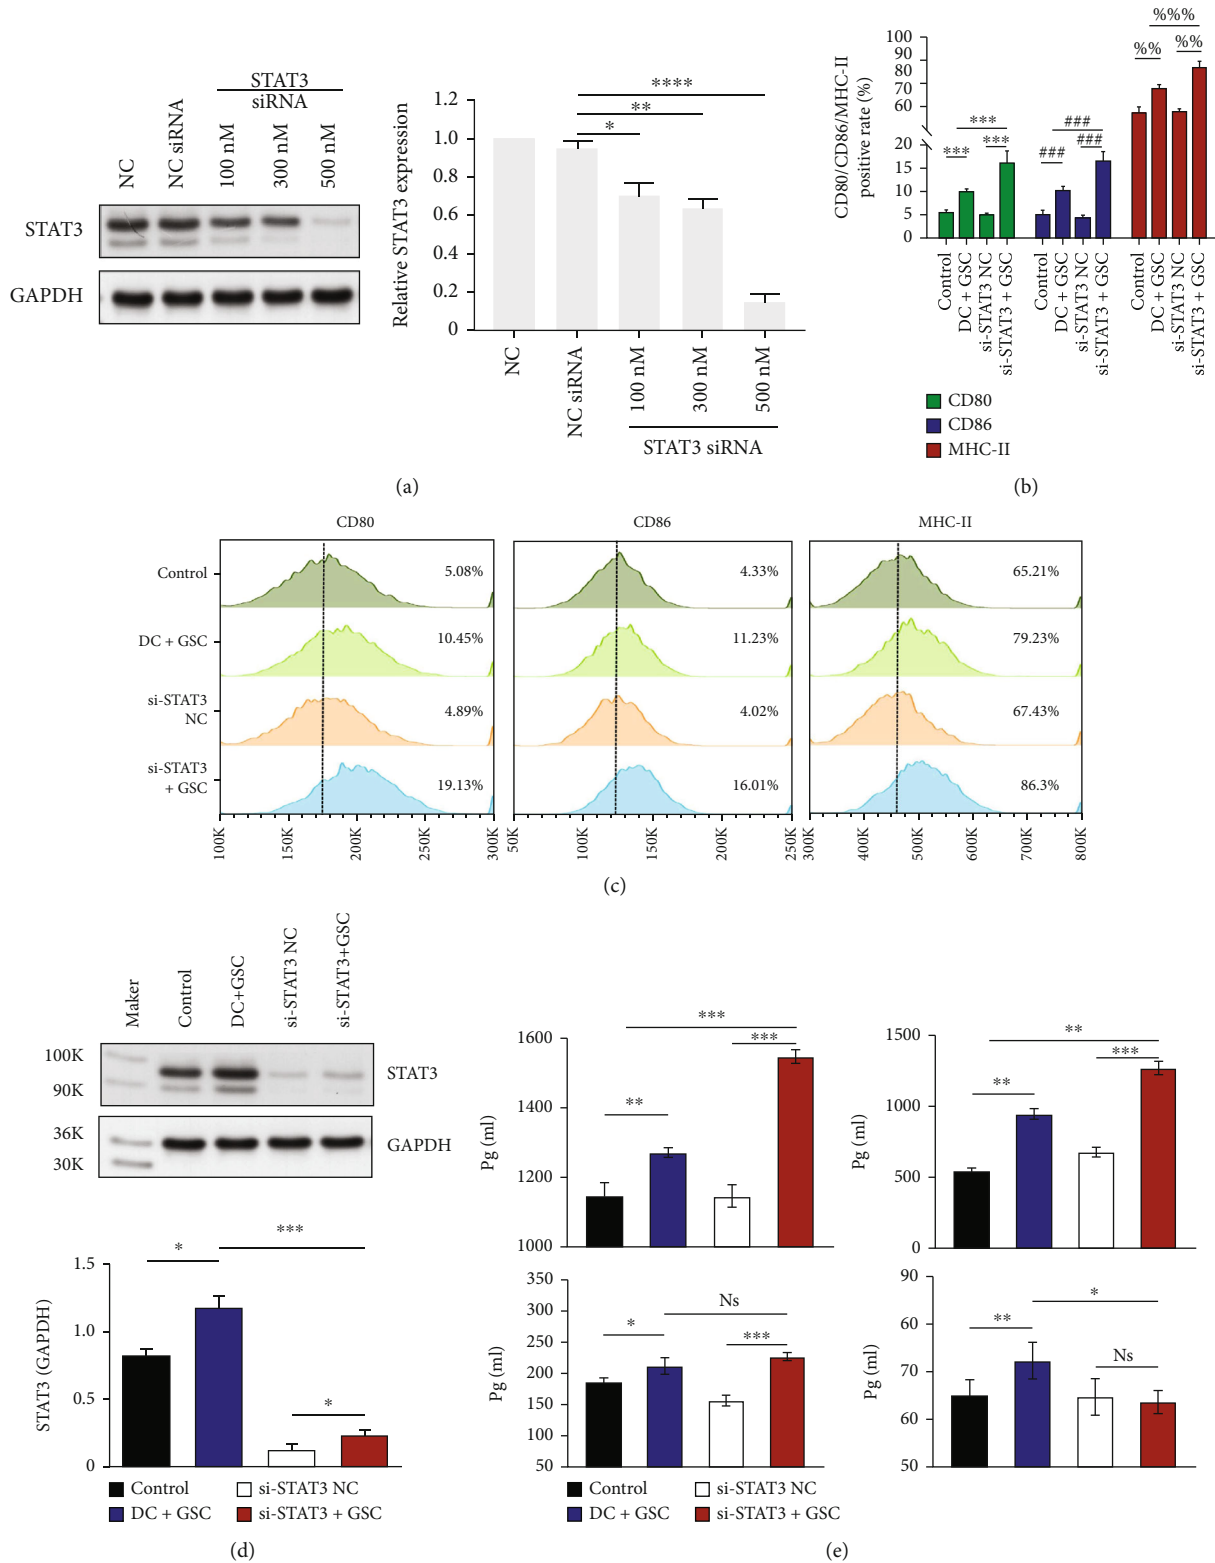 STAT3
siRNA
NC
NC siRNA
100 nM
300 nM
500 nM
STAT3
GAPDH
Relative STAT3 expression
1.2
1.0
0.8
0.6
0.4
0.2
0
****
**
*
NC
NC siRNA
100 nM
300 nM
500 nM
STAT3 siRNA
(a)
CD80/CD86/MHC-II
positive rate (%)
100
90
80
70
60
20
15
10
5
0
***
***
***
###
###
###
%%
%%
%%%
Control
DC + GSC
si-STAT3 NC
si-STAT3 + GSC
Control
DC + GSC
si-STAT3 NC
si-STAT3 + GSC
Control
DC + GSC
si-STAT3 NC
si-STAT3 + GSC
CD80
CD86
MHC-II
(b)
CD80
CD86
MHC-II
Control
5.08%
4.33%
65.21%
DC + GSC
10.45%
11.23%
79.23%
si-STAT3
NC
4.89%
4.02%
67.43%
si-STAT3
+ GSC
19.13%
16.01%
86.3%
100K
150K
200K
250K
300K
50K
100K
150K
200K
250K
300K
400K
500K
600K
700K
800K
(c)
Maker
Control
DC+GSC
si-STAT3 NC
si-STAT3+GSC
100K
90K
STAT3
36K
30K
GAPDH
STAT3 (GAPDH)
1.5
1.0
0.5
0
*
***
*
Control
DC + GSC
si-STAT3 NC
si-STAT3 + GSC
(d)
Pg (ml)
1600
1400
1200
1000
**
***
***
Pg (ml)
1500
1000
500
0
**
***
**
Pg (ml)
350
300
250
200
150
100
50
*
***
Ns
Pg (ml)
90
60
70
60
50
**
*
Ns
Control
DC + GSC
si-STAT3 NC
si-STAT3 + GSC
(e)